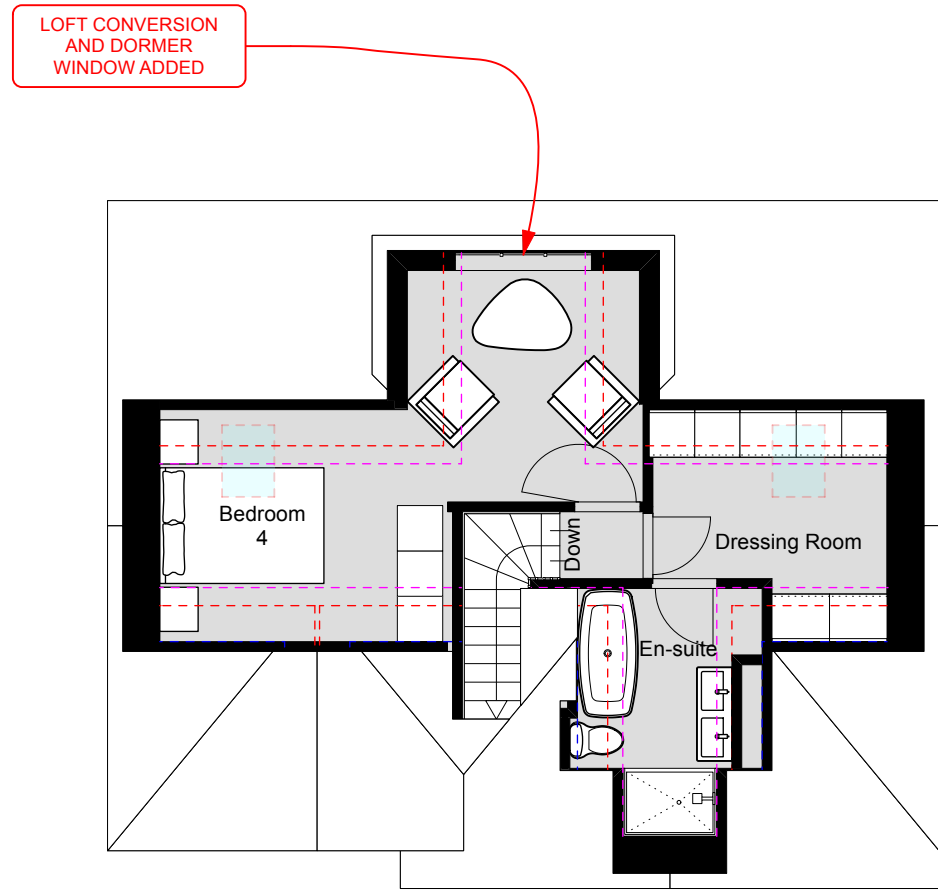 LOFT CONVERSION
AND DORMER
WINDOW ADDED
Bedroom
4
Down
Dressing Room
En-suite